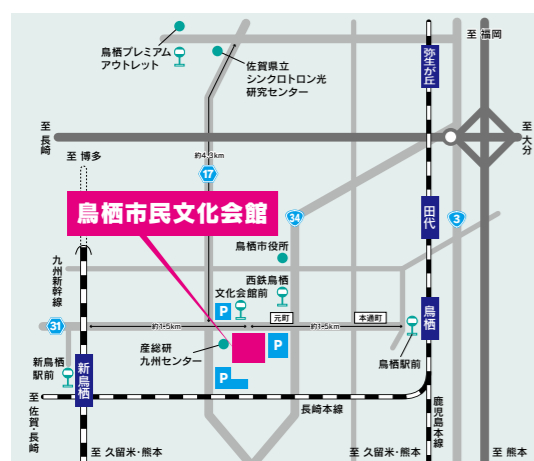 至 福岡
鳥栖プレミアム
アウトレット
佐賀県立
シンクロトロン光
研究センター
弥生が丘
至 長崎
至 大分
至 博多
約4.3km
17
鳥栖市民文化会館
34
田代
3
鳥栖市役所
九州新幹線
西鉄鳥栖
文化会館前
P
元町
本通町
鳥栖
31
約1.5km
約1.5km
産総研
九州センター
P
鳥栖駅前
新鳥栖
駅前
新鳥栖
P
至 佐賀・長崎
長崎本線
鹿児島本線
至 久留米・熊本
至 久留米・熊本
至 熊本